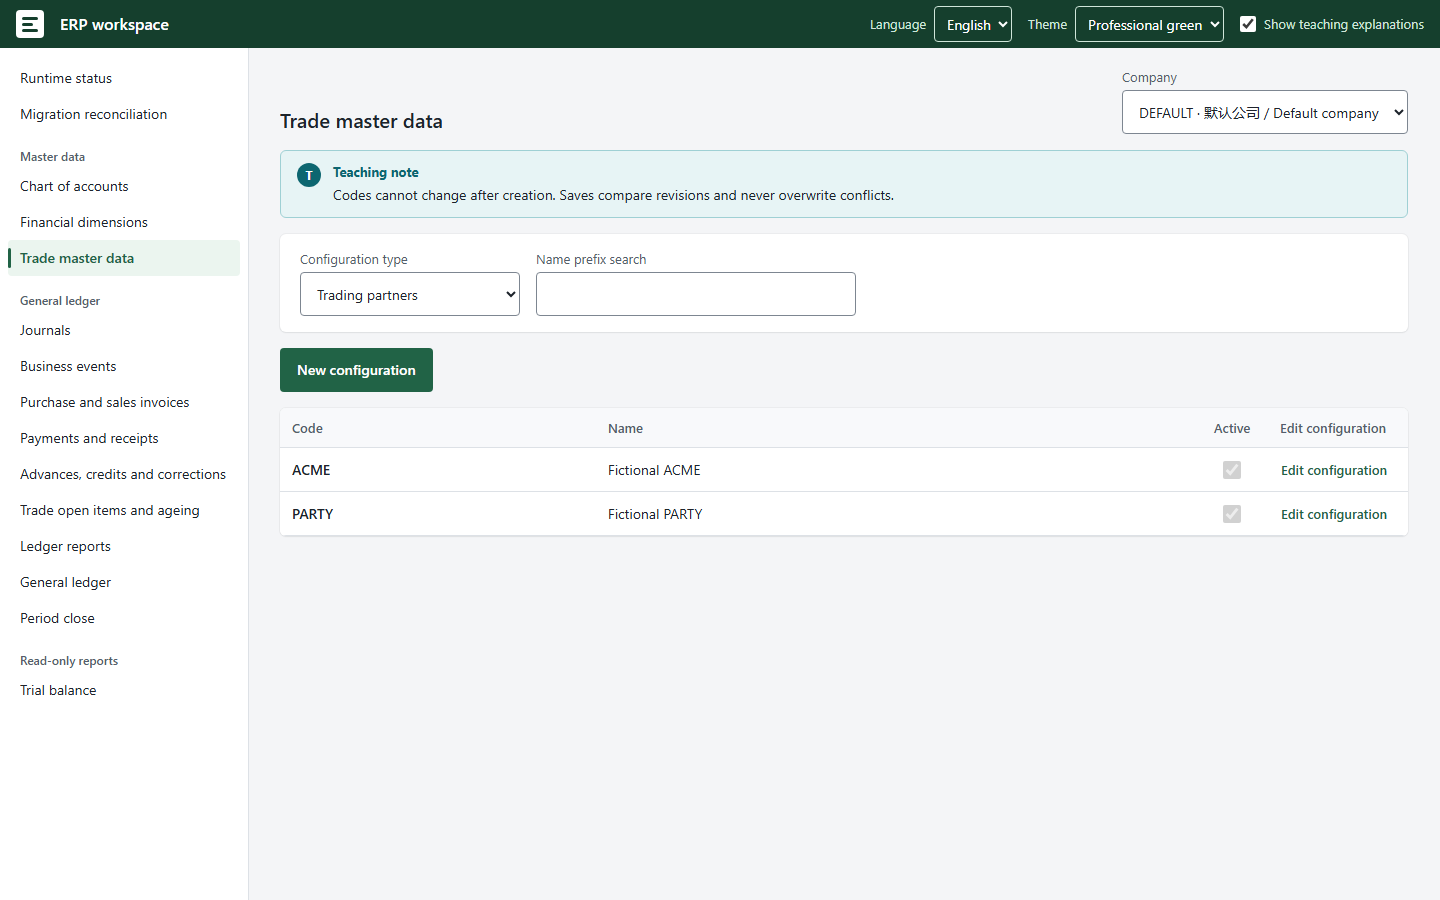 ERP workspace
Language
English
Theme
Professional green
Show teaching explanations
Runtime status
Migration reconciliation
Master data
Chart of accounts
Financial dimensions
Trade master data
General ledger
Journals
Business events
Purchase and sales invoices
Payments and receipts
Advances, credits and corrections
Trade open items and ageing
Ledger reports
General ledger
Period close
Read-only reports
Trial balance
Company
DEFAULT · 默认公司 / Default company
Trade master data
T
Teaching note
Codes cannot change after creation. Saves compare revisions and never overwrite conflicts.
Configuration type
Name prefix search
Trading partners
New configuration
Code Name Active Edit configuration
ACME Fictional ACME Edit configuration
PARTY Fictional PARTY Edit configuration